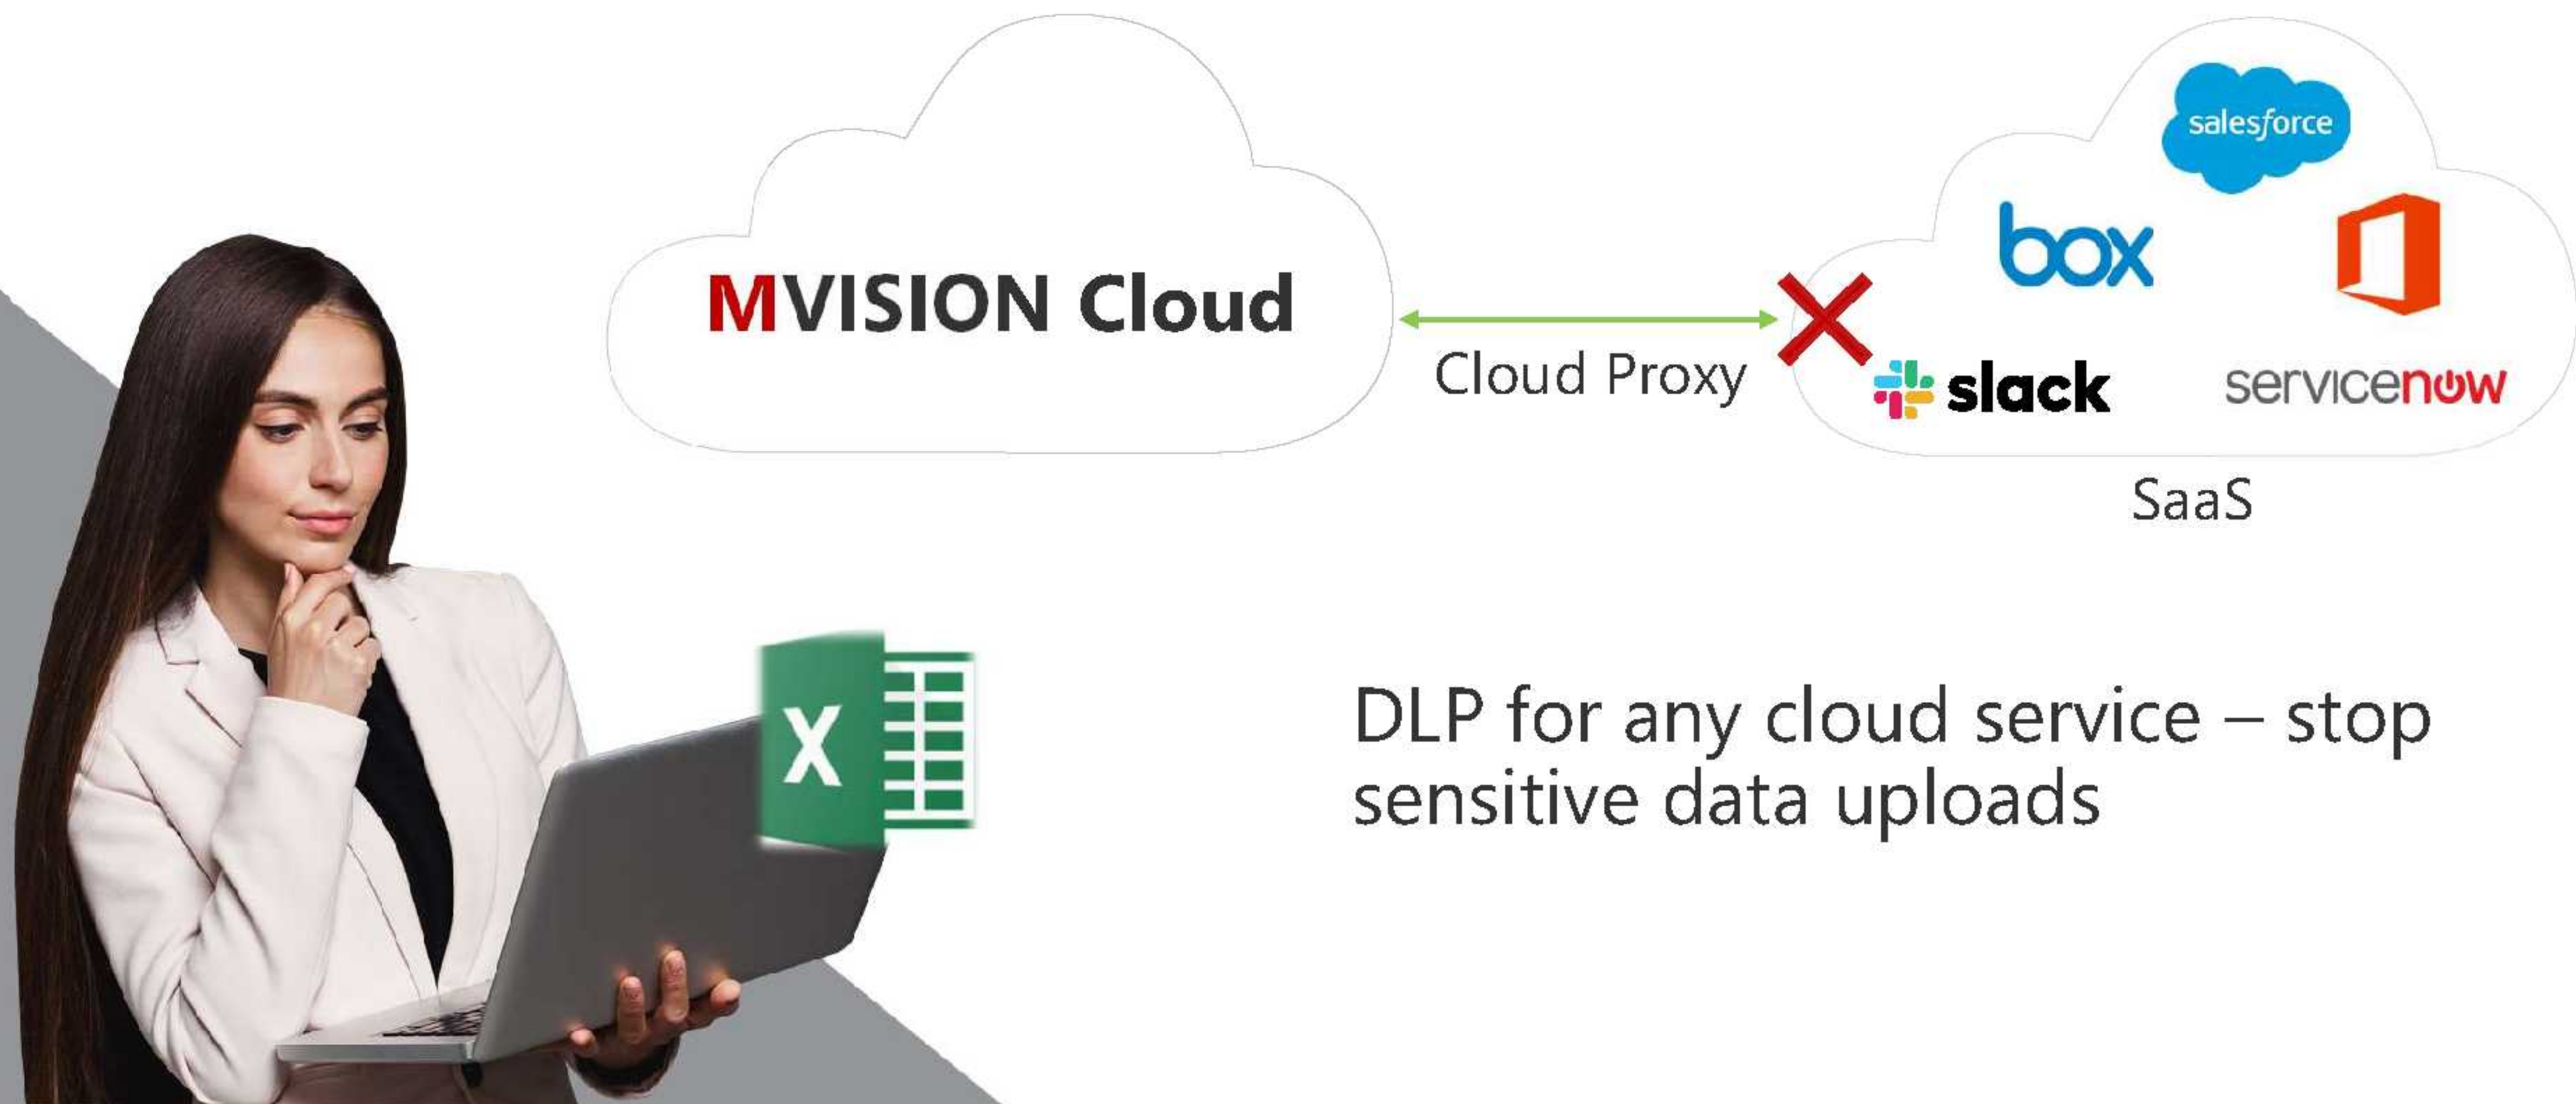 MVISION Cloud
Cloud Proxy
salesforce
box
slack
servicenow
SaaS
X
DLP for any cloud service – stop
sensitive data uploads